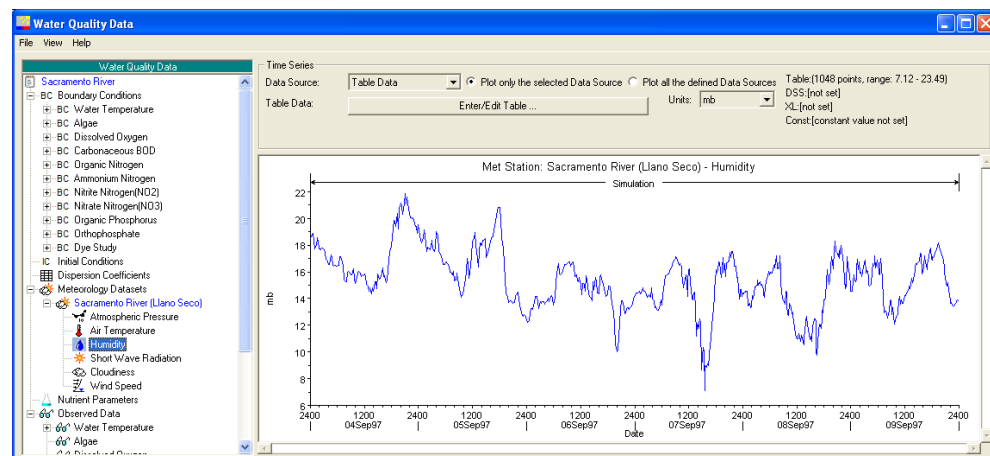 Water Quality Data
File View Help
Water Quality Data
Sacramento River
BC Boundary Conditions
BC Water Temperature
BC Algae
BC Dissolved Oxygen
BC Carbonaceous BOD
BC Organic Nitrogen
BC Ammonium Nitrogen
BC Nitrite Nitrogen(NO2)
BC Nitrate Nitrogen(NO3)
BC Organic Phosphorus
BC Orthophosphate
BC Dye Study
IC Initial Conditions
Dispersion Coefficients
Meteorology Datasets
Sacramento River (Llano Seco)
Atmospheric Pressure
Air Temperature
Humidity
Short Wave Radiation
Cloudiness
Wind Speed
Nutrient Parameters
Observed Data
Water Temperature
Algae
Dissolved Oxygen
Time Series
Data Source: Table Data Plot only the selected Data Source Plot all the defined Data Sources
Table Data: Enter/Edit Table ... Units: mb
Table:(1048 points, range: 7.12 - 23.49)
DSS:[not set]
XL:[not set]
Const:[constant value not set]
Met Station: Sacramento River (Llano Seco) - Humidity
Simulation
22
20
18
16
14
12
10
8
6
mb
2400 1200 2400 1200 2400 1200 2400 1200 2400 1200 2400 1200 2400
04Sep97 05Sep97 06Sep97 07Sep97 08Sep97 09Sep97
Date